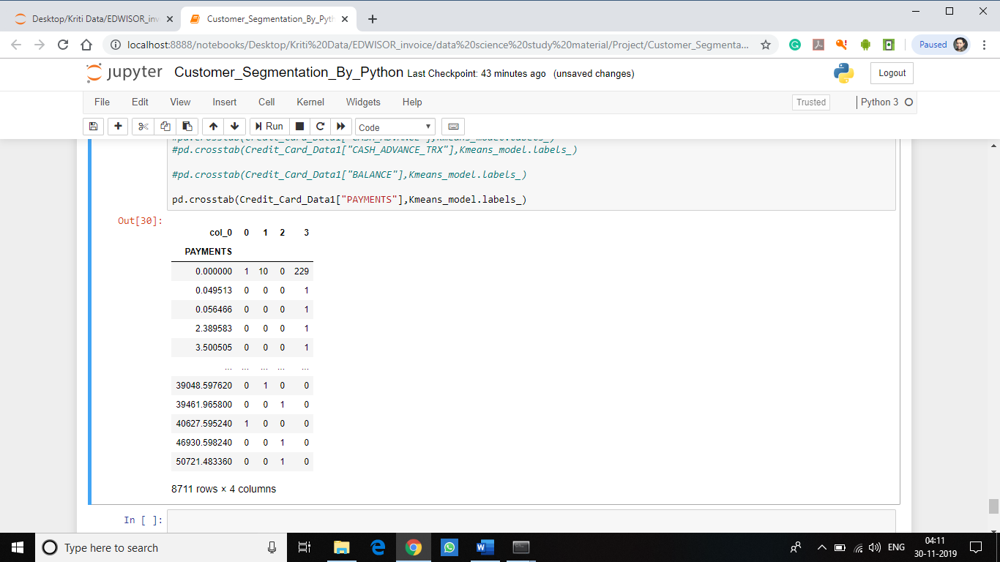 Desktop/Kriti Data/EDWISOR_inv
Customer_Segmentation_By_Pyth
localhost:8888/notebooks/Desktop/Kriti%20Data/EDWISOR_invoice/data%20science%20study%20material/Project/Customer_Segmenta...
Paused
jupyter Customer_Segmentation_By_Python Last Checkpoint: 43 minutes ago (unsaved changes)
Logout
File Edit View Insert Cell Kernel Widgets Help
Trusted Python 3
Run Code
#pd.crosstab(Credit_Card_Data1["CASH_ADVANCE"],Kmeans_model.labels_)
#pd.crosstab(Credit_Card_Data1["CASH_ADVANCE_TRX"],Kmeans_model.labels_)
#pd.crosstab(Credit_Card_Data1["BALANCE"],Kmeans_model.labels_)
pd.crosstab(Credit_Card_Data1["PAYMENTS"],Kmeans_model.labels_)
Out[30]:
col_0 0 1 2 3
PAYMENTS
0.000000 1 10 0 229
0.049513 0 0 0 1
0.056466 0 0 0 1
2.389583 0 0 0 1
3.500505 0 0 0 1
... ... ... ... ...
39048.597620 0 1 0 0
39461.965800 0 0 1 0
40627.595240 1 0 0 0
46930.598240 0 0 1 0
50721.483360 0 0 1 0
8711 rows × 4 columns
In [ ]:
Type here to search
ENG
04:11
30-11-2019